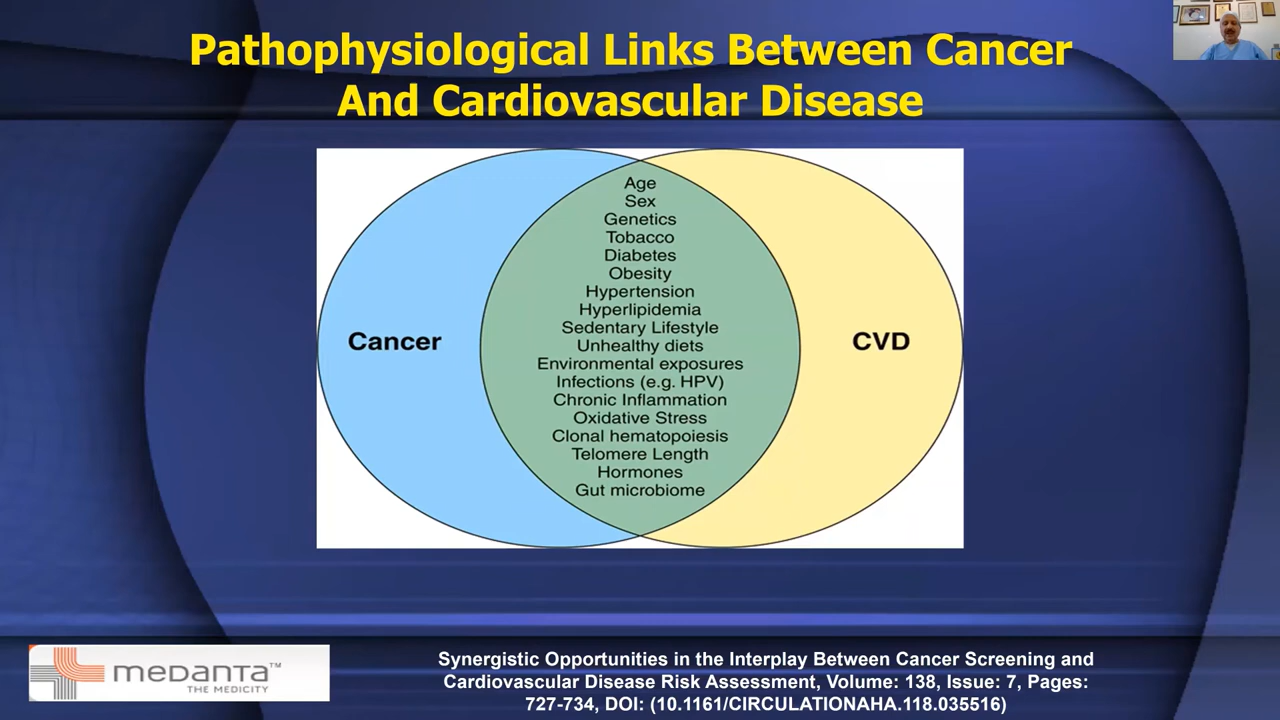 Pathophysiological Links Between Cancer
And Cardiovascular Disease
Age
Sex
Genetics
Tobacco
Diabetes
Obesity
Hypertension
Hyperlipidemia
Sedentary Lifestyle
Unhealthy diets
Environmental exposures
Infections (e.g. HPV)
Chronic Inflammation
Oxidative Stress
Clonal hematopoiesis
Telomere Length
Hormones
Gut microbiome
Cancer
CVD
medanta™
THE MEDICITY
Synergistic Opportunities in the Interplay Between Cancer Screening and
Cardiovascular Disease Risk Assessment, Volume: 138, Issue: 7, Pages:
727-734, DOI: (10.1161/CIRCULATIONAHA.118.035516)